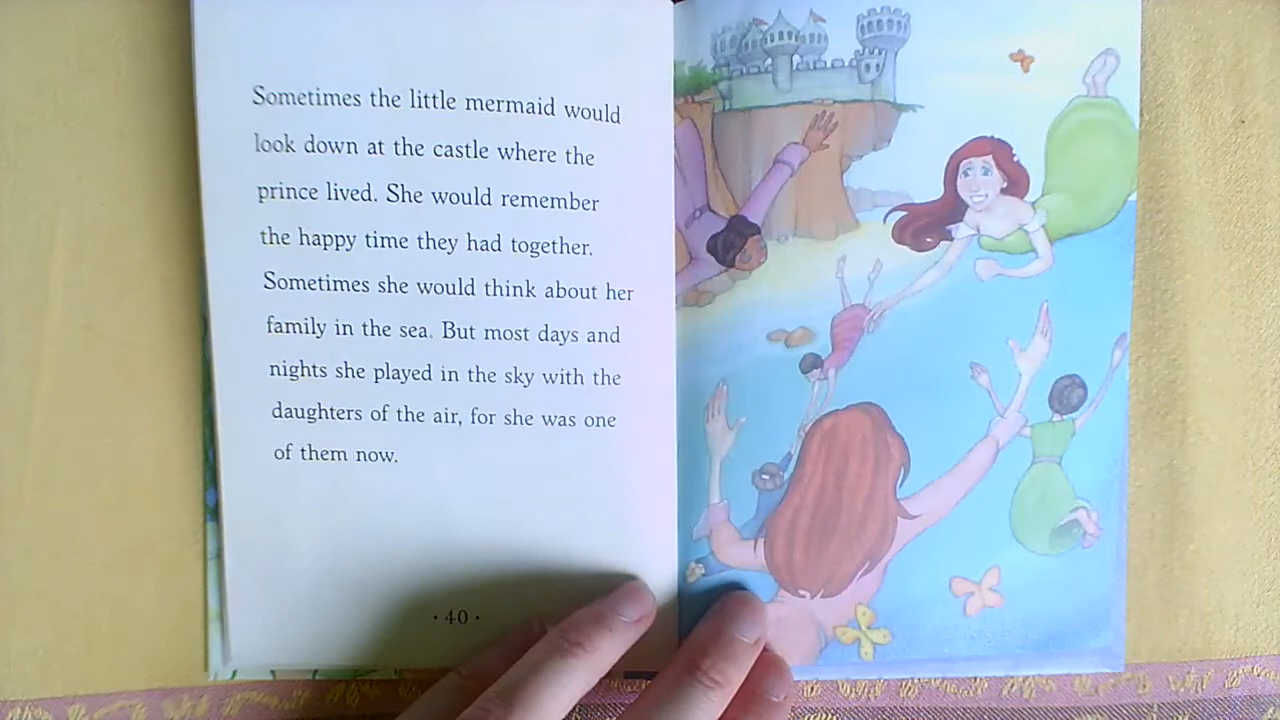 Sometimes the little mermaid would
look down at the castle where the
prince lived. She would remember
the happy time they had together.
Sometimes she would think about her
family in the sea. But most days and
nights she played in the sky with the
daughters of the air, for she was one
of them now.
· 40 ·